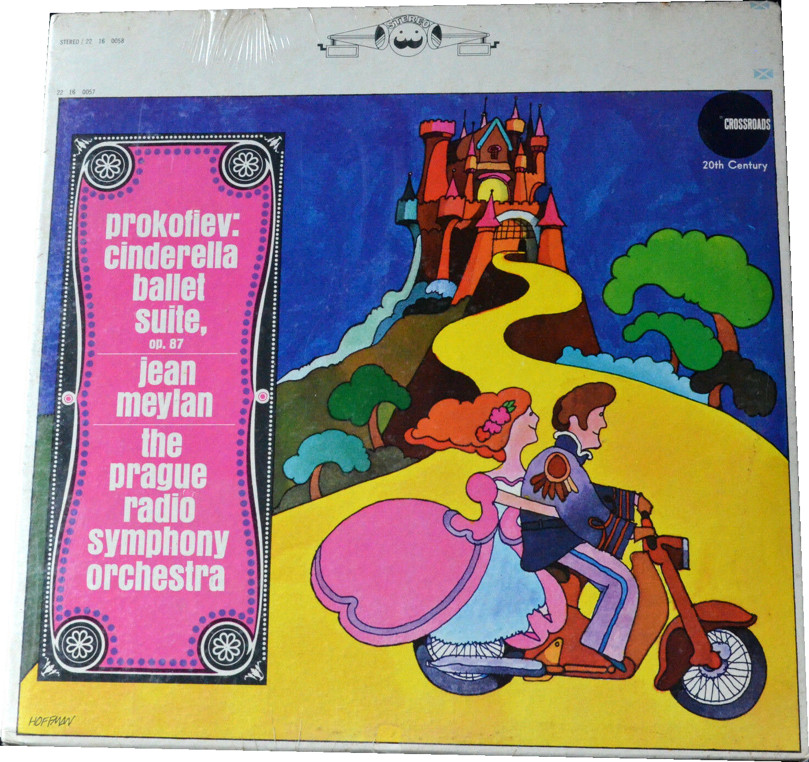 STEREO / 22 16 0058
STEREO
22 16 0057
CROSSROADS
20th Century
prokofiev:
cinderella
ballet
suite,
op. 87
jean
meylan
the
prague
radio
symphony
orchestra
HOFFMAN